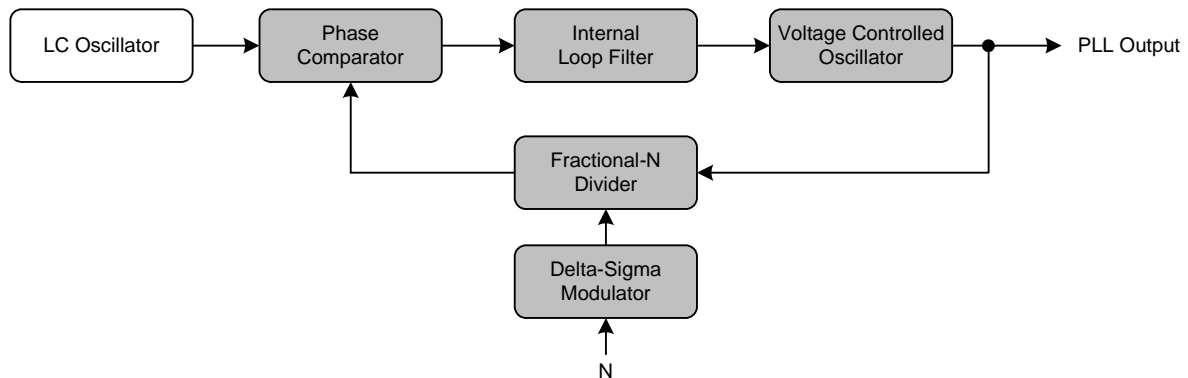 LC Oscillator
Phase
Comparator
Internal
Loop Filter
Voltage Controlled
Oscillator
PLL Output
Fractional-N
Divider
Delta-Sigma
Modulator
N